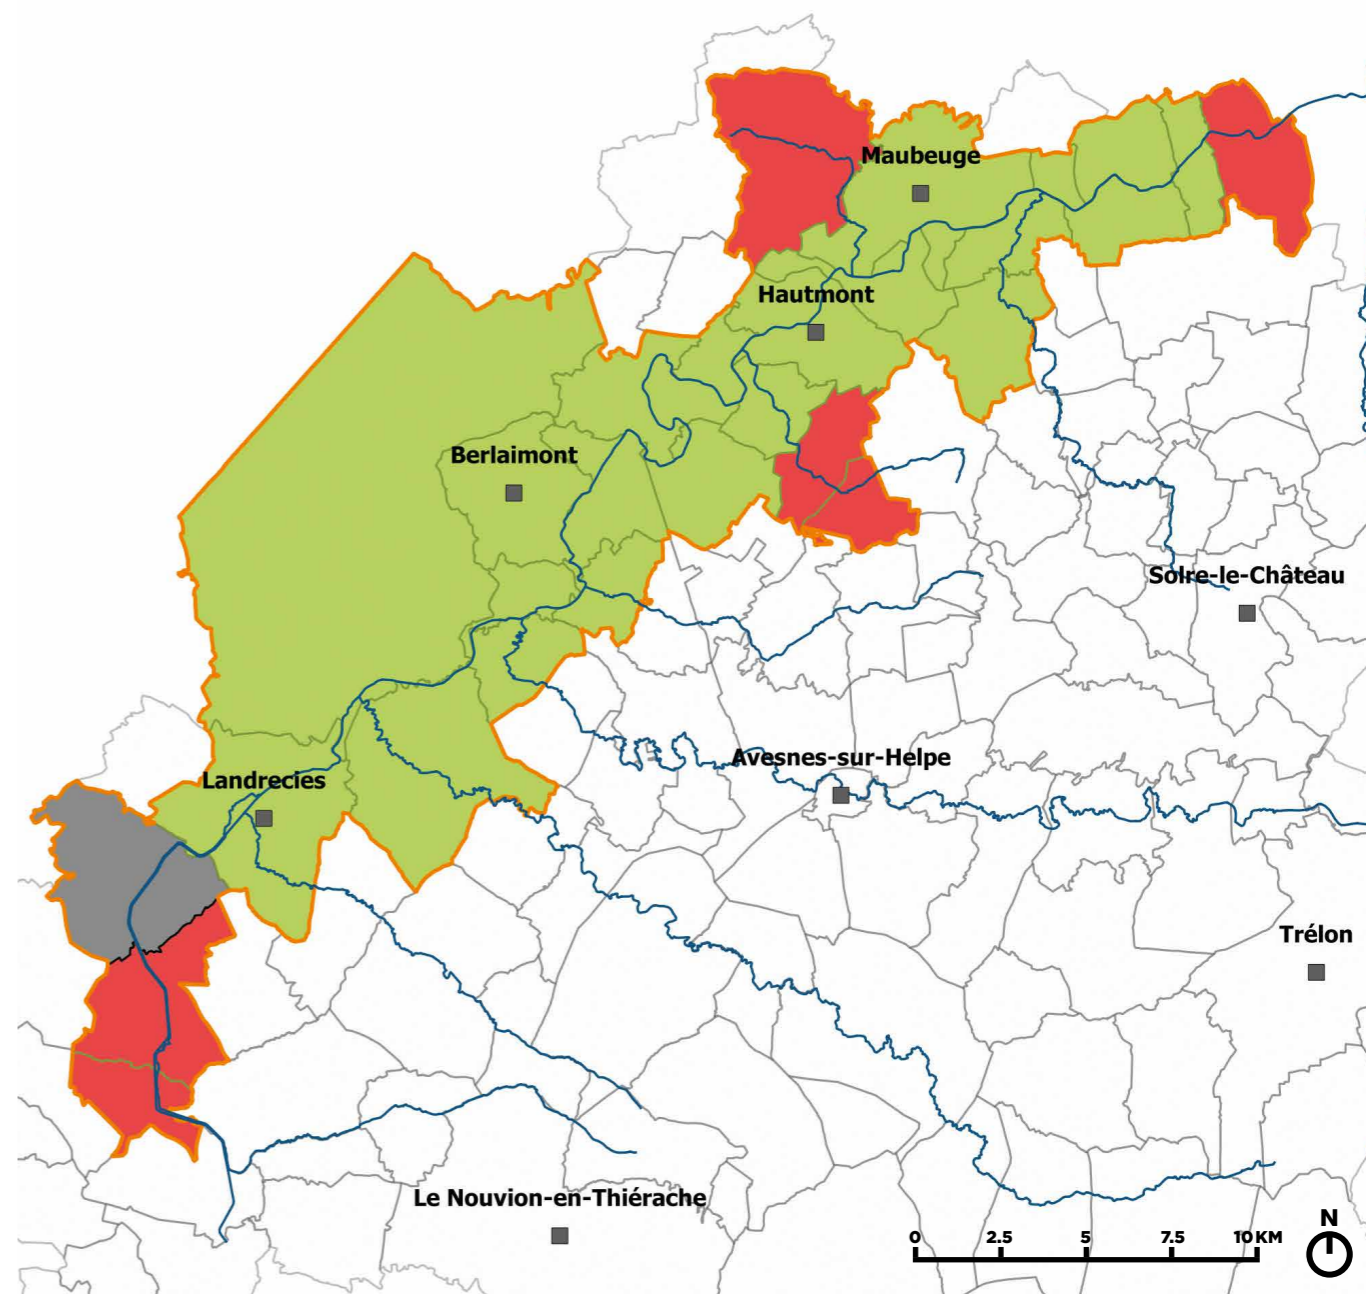 Maubeuge
Hautmont
Berlaimont
Solre-le-Château
Avesnes-sur-Helpe
Landrecies
Trélon
Le Nouvion-en-Thiérache
0 2.5 5 7.5 10 KM
N